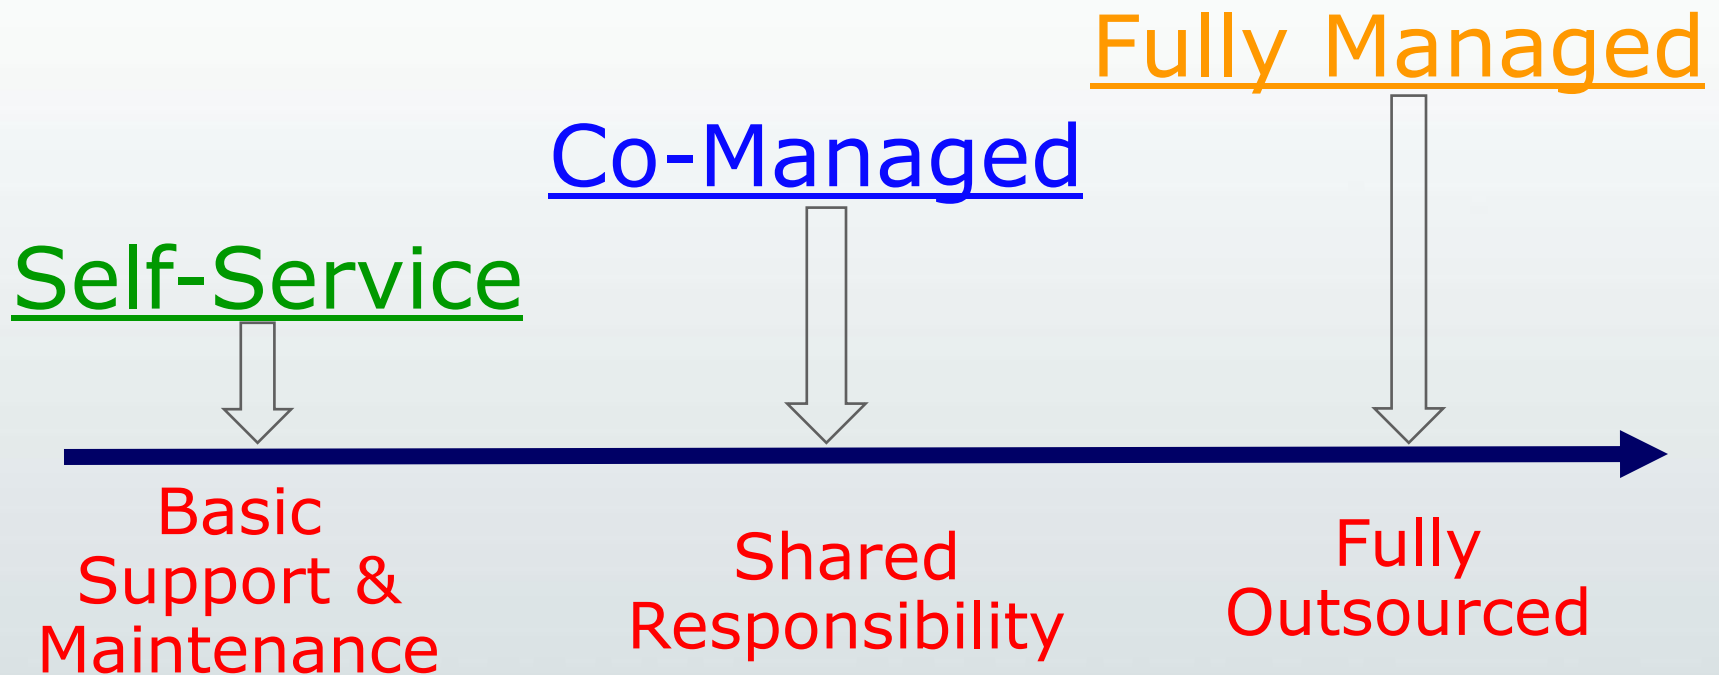 Fully Managed
Co-Managed
Self-Service
Basic
Support &
Maintenance
Shared
Responsibility
Fully
Outsourced